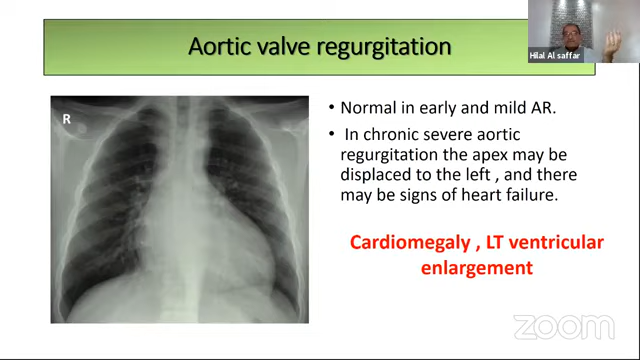 Aortic valve regurgitation
Hilal Al saffar
R
• Normal in early and mild AR.
• In chronic severe aortic
regurgitation the apex may be
displaced to the left , and there
may be signs of heart failure.
Cardiomegaly , LT ventricular
enlargement
zoom